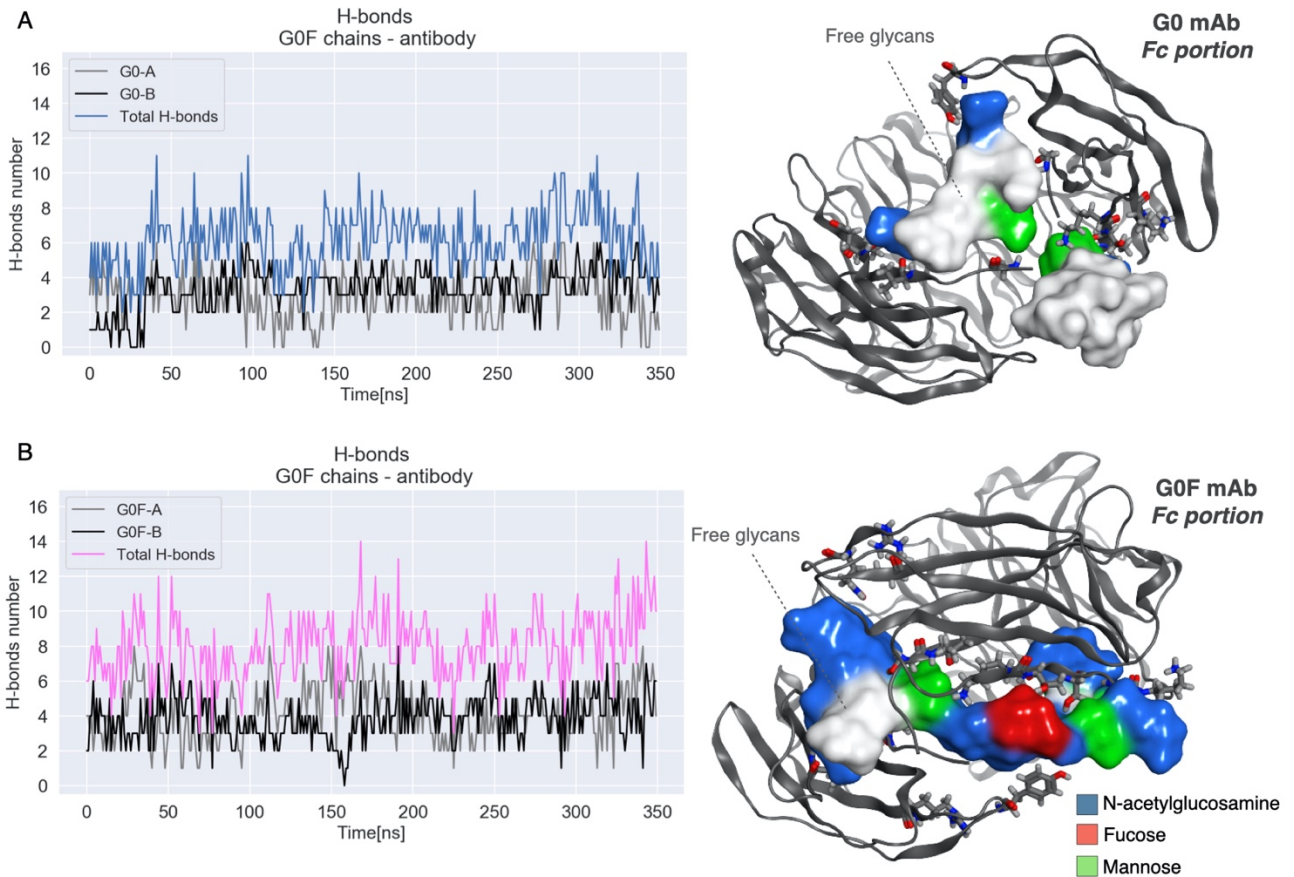 A
H-bonds
G0F chains - antibody
H-bonds number
16
14
12
10
8
6
4
2
0
G0-A
G0-B
Total H-bonds
0 50 100 150 200 250 300 350
Time[ns]
Free glycans
G0 mAb
Fc portion
B
H-bonds
G0F chains - antibody
H-bonds number
16
14
12
10
8
6
4
2
0
G0F-A
G0F-B
Total H-bonds
0 50 100 150 200 250 300 350
Time[ns]
Free glycans
G0F mAb
Fc portion
N-acetylglucosamine
Fucose
Mannose